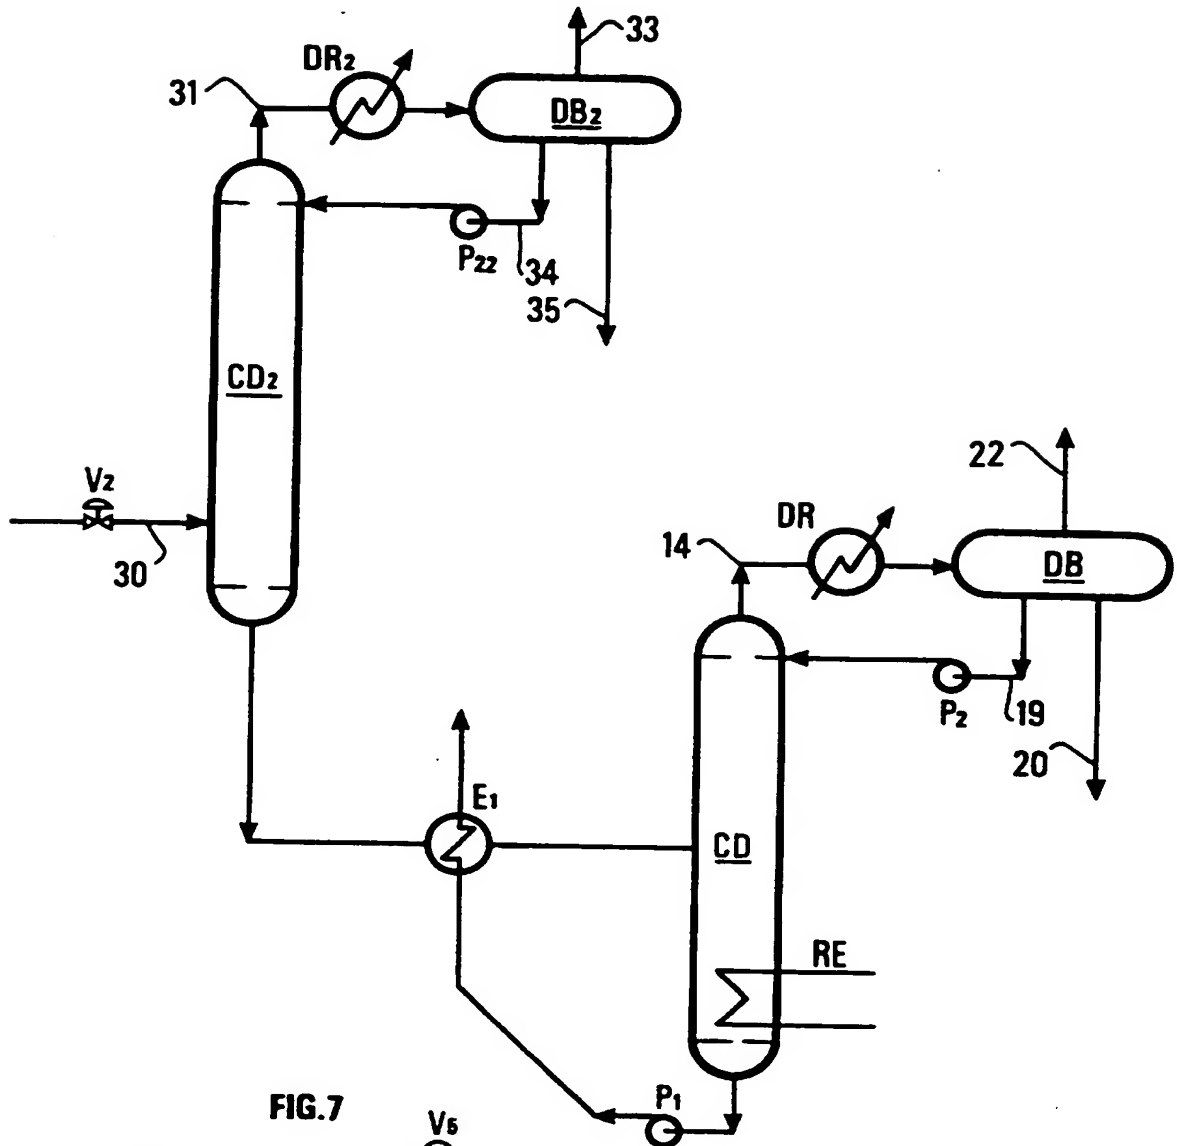 33
DR₂
31
DB₂
P₂₂
34
35
CD₂
V₂
30
22
DR
14
DB
P₂
19
20
E₁
CD
RE
FIG.7
P₁
V₅